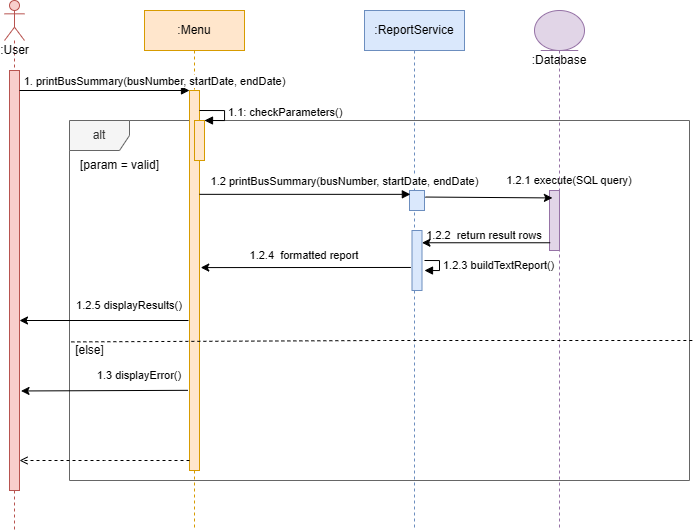 :User
:Menu
:ReportService
:Database
1. printBusSummary(busNumber, startDate, endDate)
1.1: checkParameters()
alt
[param = valid]
1.2 printBusSummary(busNumber, startDate, endDate)
1.2.1 execute(SQL query)
1.2.2 return result rows
1.2.4 formatted report
1.2.3 buildTextReport()
1.2.5 displayResults()
[else]
1.3 displayError()